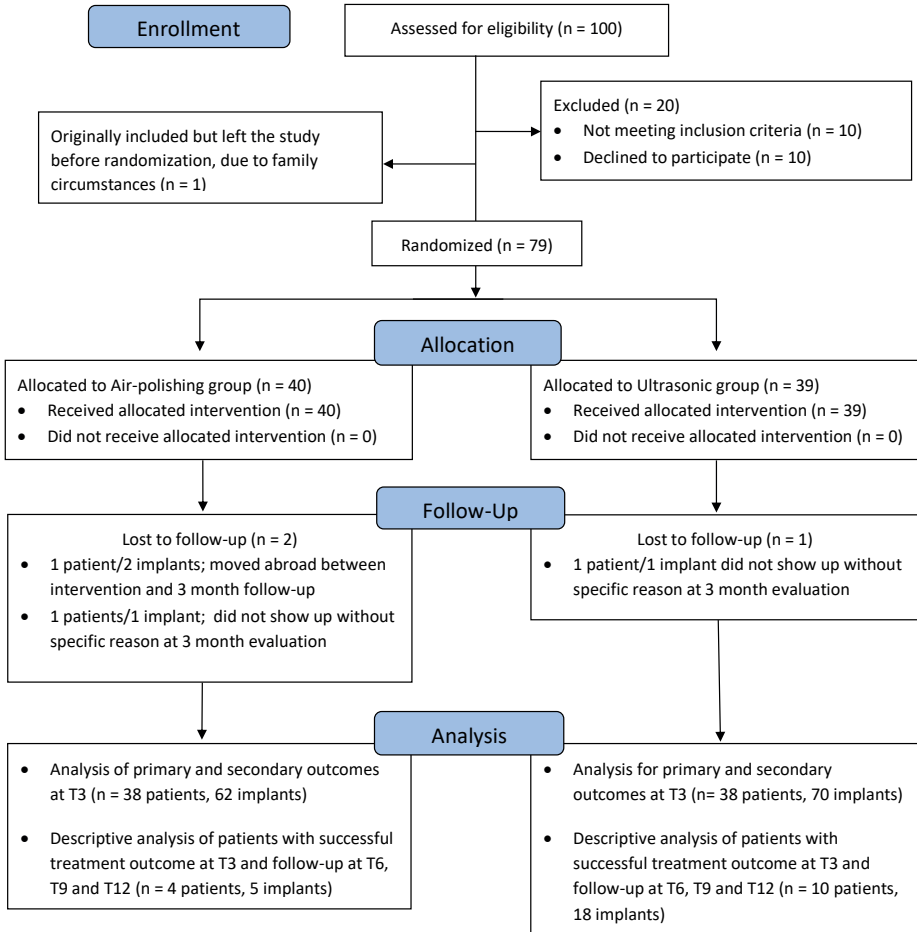 Enrollment
Assessed for eligibility (n = 100)
Excluded (n = 20)
• Not meeting inclusion criteria (n = 10)
• Declined to participate (n = 10)
Originally included but left the study
before randomization, due to family
circumstances (n = 1)
Randomized (n = 79)
Allocation
Allocated to Air-polishing group (n = 40)
• Received allocated intervention (n = 40)
• Did not receive allocated intervention (n = 0)
Allocated to Ultrasonic group (n = 39)
• Received allocated intervention (n = 39)
• Did not receive allocated intervention (n = 0)
Follow-Up
Lost to follow-up (n = 2)
• 1 patient/2 implants; moved abroad between
intervention and 3 month follow-up
• 1 patients/1 implant; did not show up without
specific reason at 3 month evaluation
Lost to follow-up (n = 1)
• 1 patient/1 implant did not show up without
specific reason at 3 month evaluation
Analysis
• Analysis of primary and secondary outcomes
at T3 (n = 38 patients, 62 implants)
• Descriptive analysis of patients with successful
treatment outcome at T3 and follow-up at T6,
T9 and T12 (n = 4 patients, 5 implants)
• Analysis for primary and secondary
outcomes at T3 (n= 38 patients, 70 implants)
• Descriptive analysis of patients with
successful treatment outcome at T3 and
follow-up at T6, T9 and T12 (n = 10 patients,
18 implants)